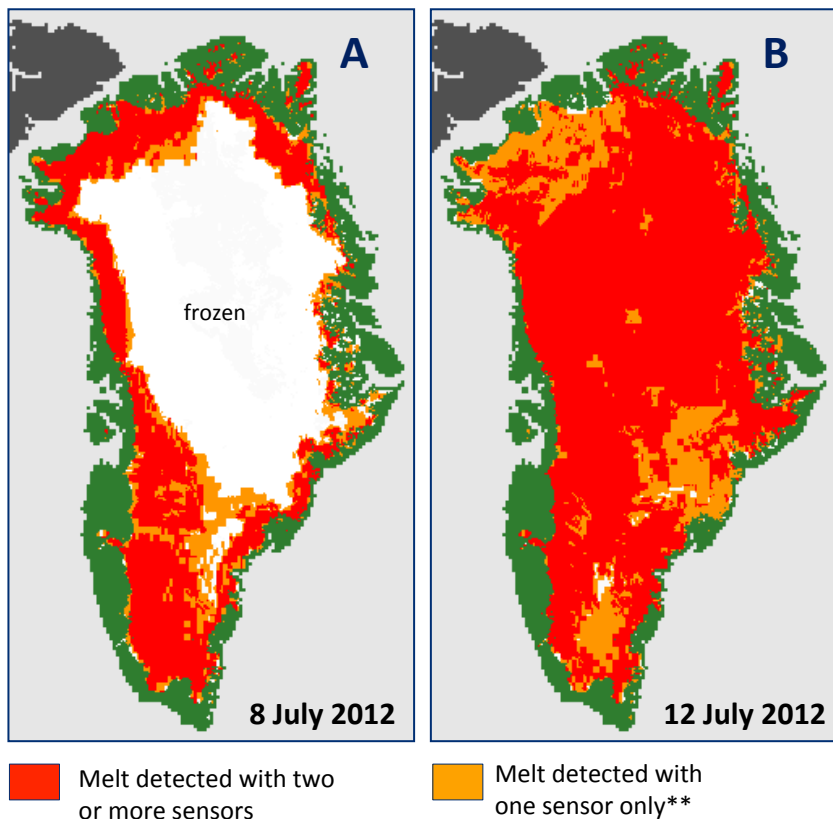 A
B
frozen
8 July 2012
12 July 2012
Melt detected with two
or more sensors
Melt detected with
one sensor only**